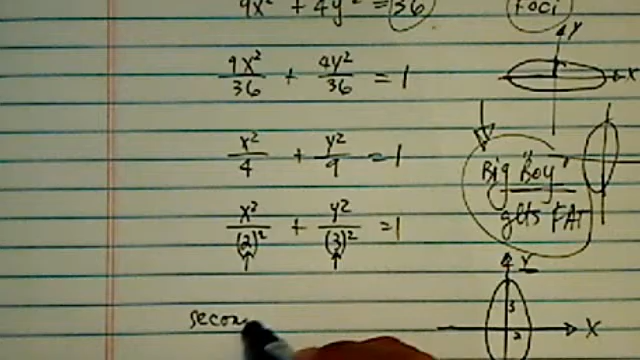 9x² + 4y² = 36
Foci
9x²/36 + 4y²/36 = 1
Y
X
x²/4 + y²/9 = 1
"Big Boy"
gets FAT
x²/(2)² + y²/(3)² = 1
Y
3
2
X
secon